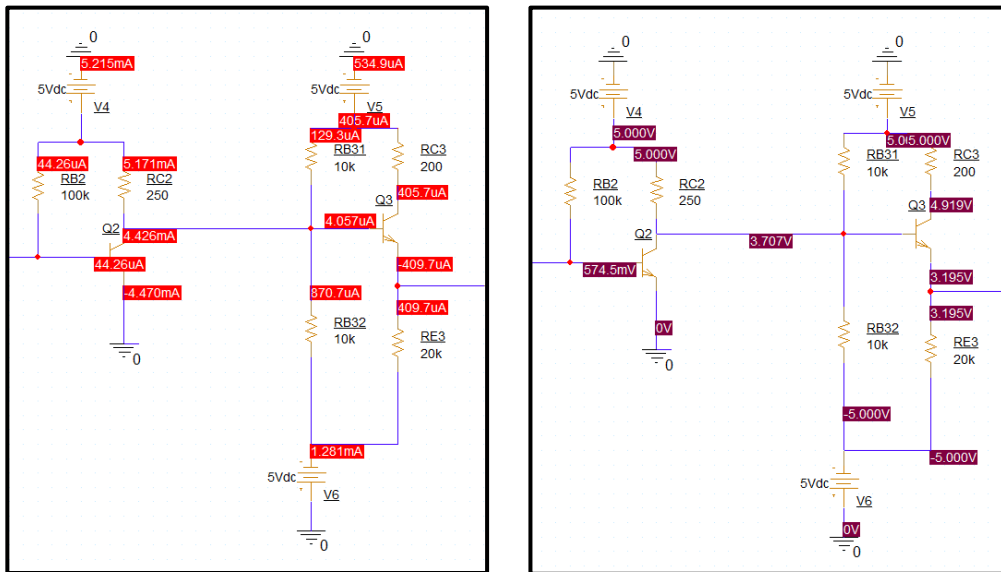 0
0
5.215mA
534.9uA
5Vdc
5Vdc
V4
V5
405.7uA
129.3uA
44.26uA
5.171mA
RB31
RC3
RB2
RC2
10k
200
100k
250
405.7uA
Q3
Q2
4.057uA
4.426mA
44.26uA
-409.7uA
-4.470mA
870.7uA
409.7uA
RB32
RE3
10k
20k
0
1.281mA
5Vdc
V6
0
0
0
5Vdc
5Vdc
V4
V5
5.000V
5.000V
5.000V
RB31
RC3
RB2
RC2
10k
200
100k
250
4.919V
Q3
Q2
3.707V
574.5mV
3.195V
3.195V
0V
RB32
RE3
10k
20k
0
-5.000V
-5.000V
5Vdc
V6
0V
0